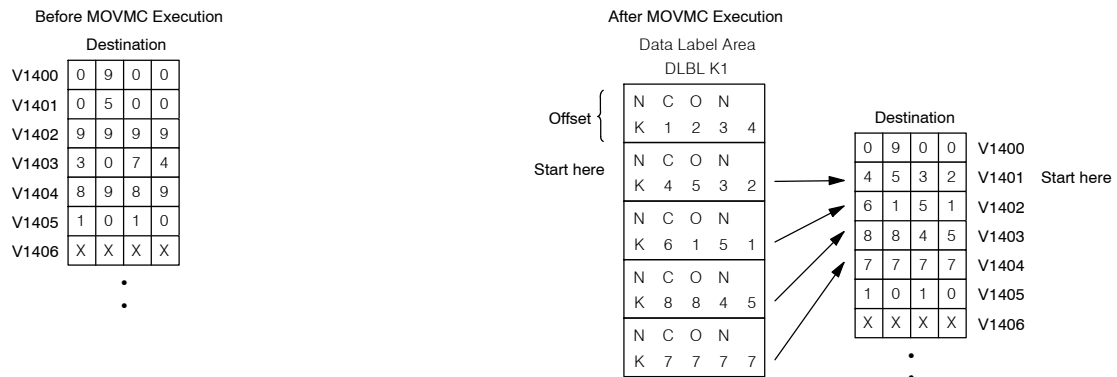 Before MOVMC Execution
Destination
V1400 0 9 0 0
V1401 0 5 0 0
V1402 9 9 9 9
V1403 3 0 7 4
V1404 8 9 8 9
V1405 1 0 1 0
V1406 X X X X
After MOVMC Execution
Data Label Area
DLBL K1
Offset
N C O N
K 1 2 3 4
Start here
N C O N
K 4 5 3 2
N C O N
K 6 1 5 1
N C O N
K 8 8 4 5
N C O N
K 7 7 7 7
Destination
0 9 0 0 V1400
4 5 3 2 V1401 Start here
6 1 5 1 V1402
8 8 4 5 V1403
7 7 7 7 V1404
1 0 1 0 V1405
X X X X V1406